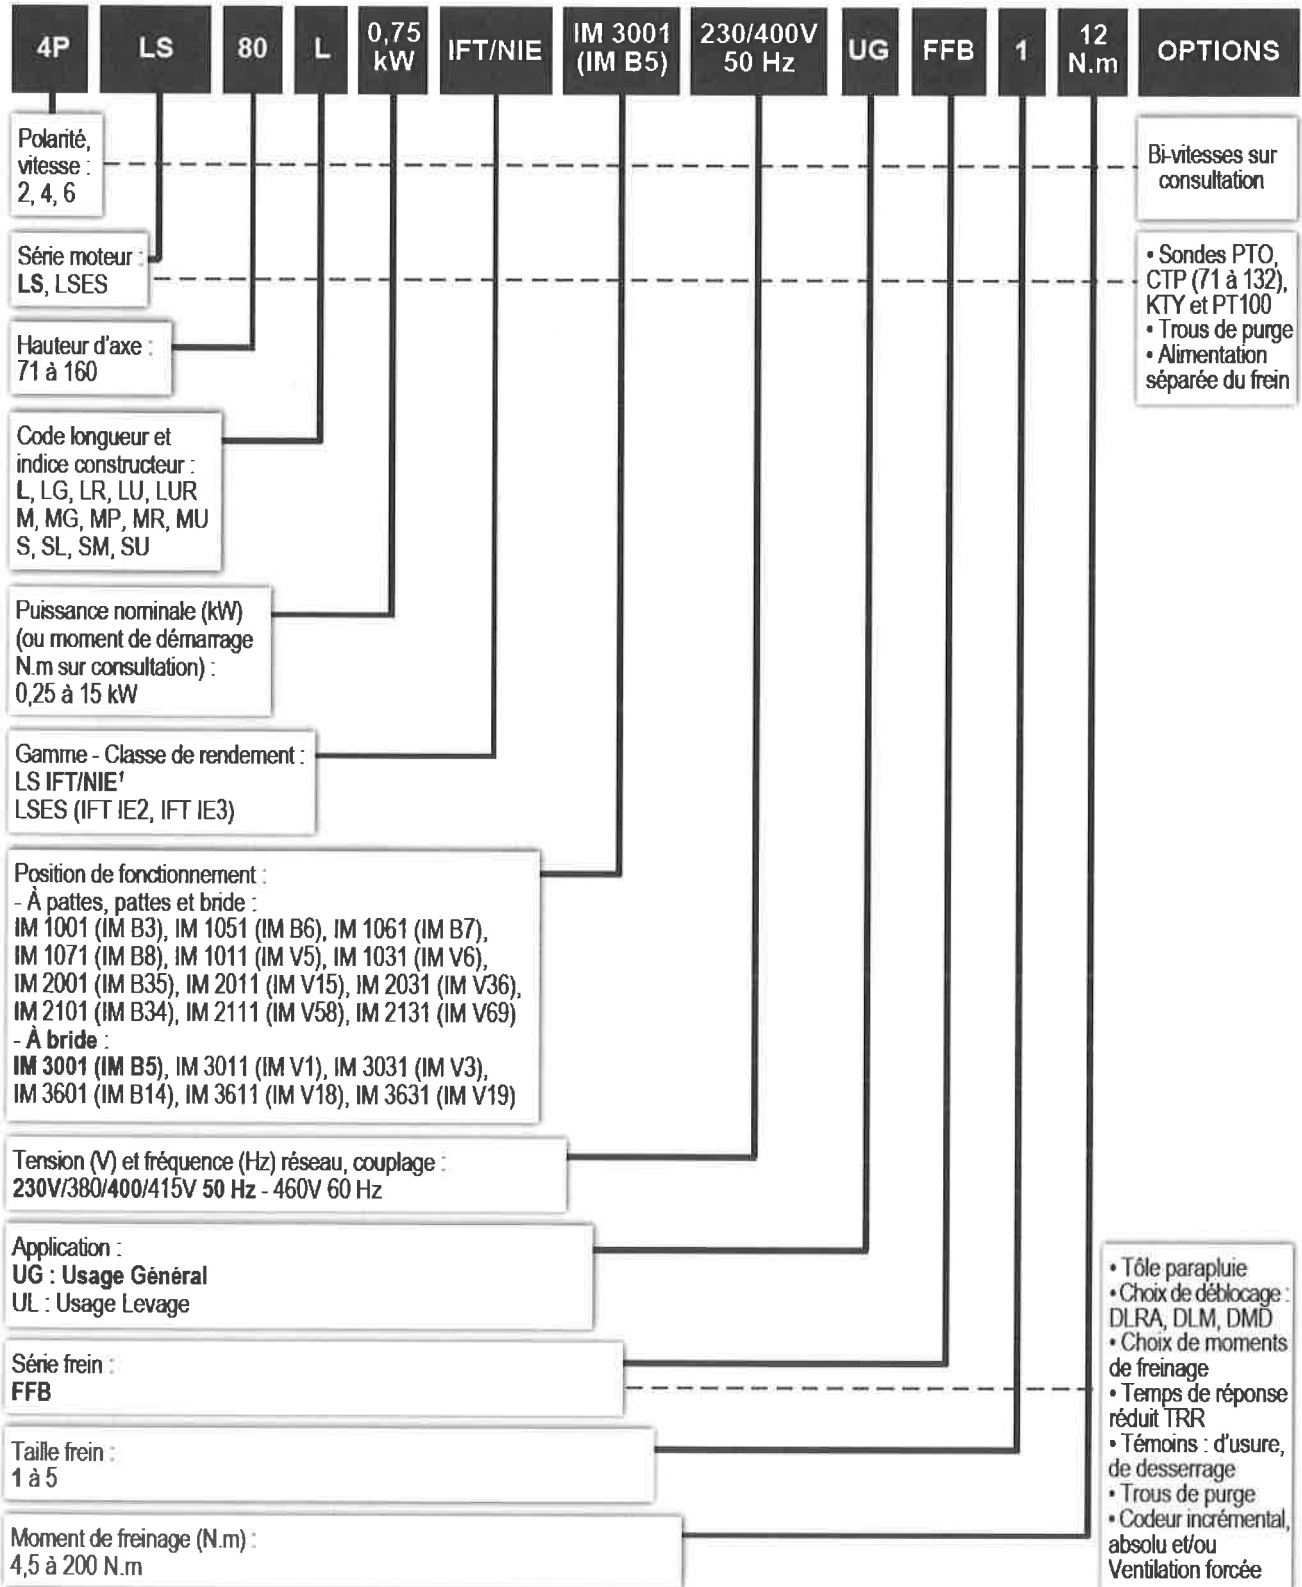 4P
LS
80
L
0,75
kW
IFT/NIE
IM 3001
(IM B5)
230/400V
50 Hz
UG
FFB
1
12
N.m
OPTIONS
Polarité,
vitesse :
2, 4, 6
Bi-vitesses sur
consultation
Série moteur :
LS, LSES
• Sondes PTO,
CTP (71 à 132),
KTY et PT100
• Trous de purge
• Alimentation
séparée du frein
Hauteur d'axe :
71 à 160
Code longueur et
indice constructeur :
L, LG, LR, LU, LUR
M, MG, MP, MR, MU
S, SL, SM, SU
Puissance nominale (kW)
(ou moment de démarrage
N.m sur consultation) :
0,25 à 15 kW
Gamme - Classe de rendement :
LS IFT/NIE¹
LSES (IFT IE2, IFT IE3)
Position de fonctionnement :
- À pattes, pattes et bride :
IM 1001 (IM B3), IM 1051 (IM B6), IM 1061 (IM B7),
IM 1071 (IM B8), IM 1011 (IM V5), IM 1031 (IM V6),
IM 2001 (IM B35), IM 2011 (IM V15), IM 2031 (IM V36),
IM 2101 (IM B34), IM 2111 (IM V58), IM 2131 (IM V69)
- À bride :
IM 3001 (IM B5), IM 3011 (IM V1), IM 3031 (IM V3),
IM 3601 (IM B14), IM 3611 (IM V18), IM 3631 (IM V19)
Tension (V) et fréquence (Hz) réseau, couplage :
230V/380/400/415V 50 Hz - 460V 60 Hz
Application :
UG : Usage Général
UL : Usage Levage
Série frein :
FFB
Taille frein :
1 à 5
Moment de freinage (N.m) :
4,5 à 200 N.m
• Tôle parapluie
• Choix de déblocage :
DLRA, DLM, DMD
• Choix de moments
de freinage
• Temps de réponse
réduit TRR
• Témoins : d'usure,
de desserrage
• Trous de purge
• Codeur incrémental,
absolu et/ou
Ventilation forcée